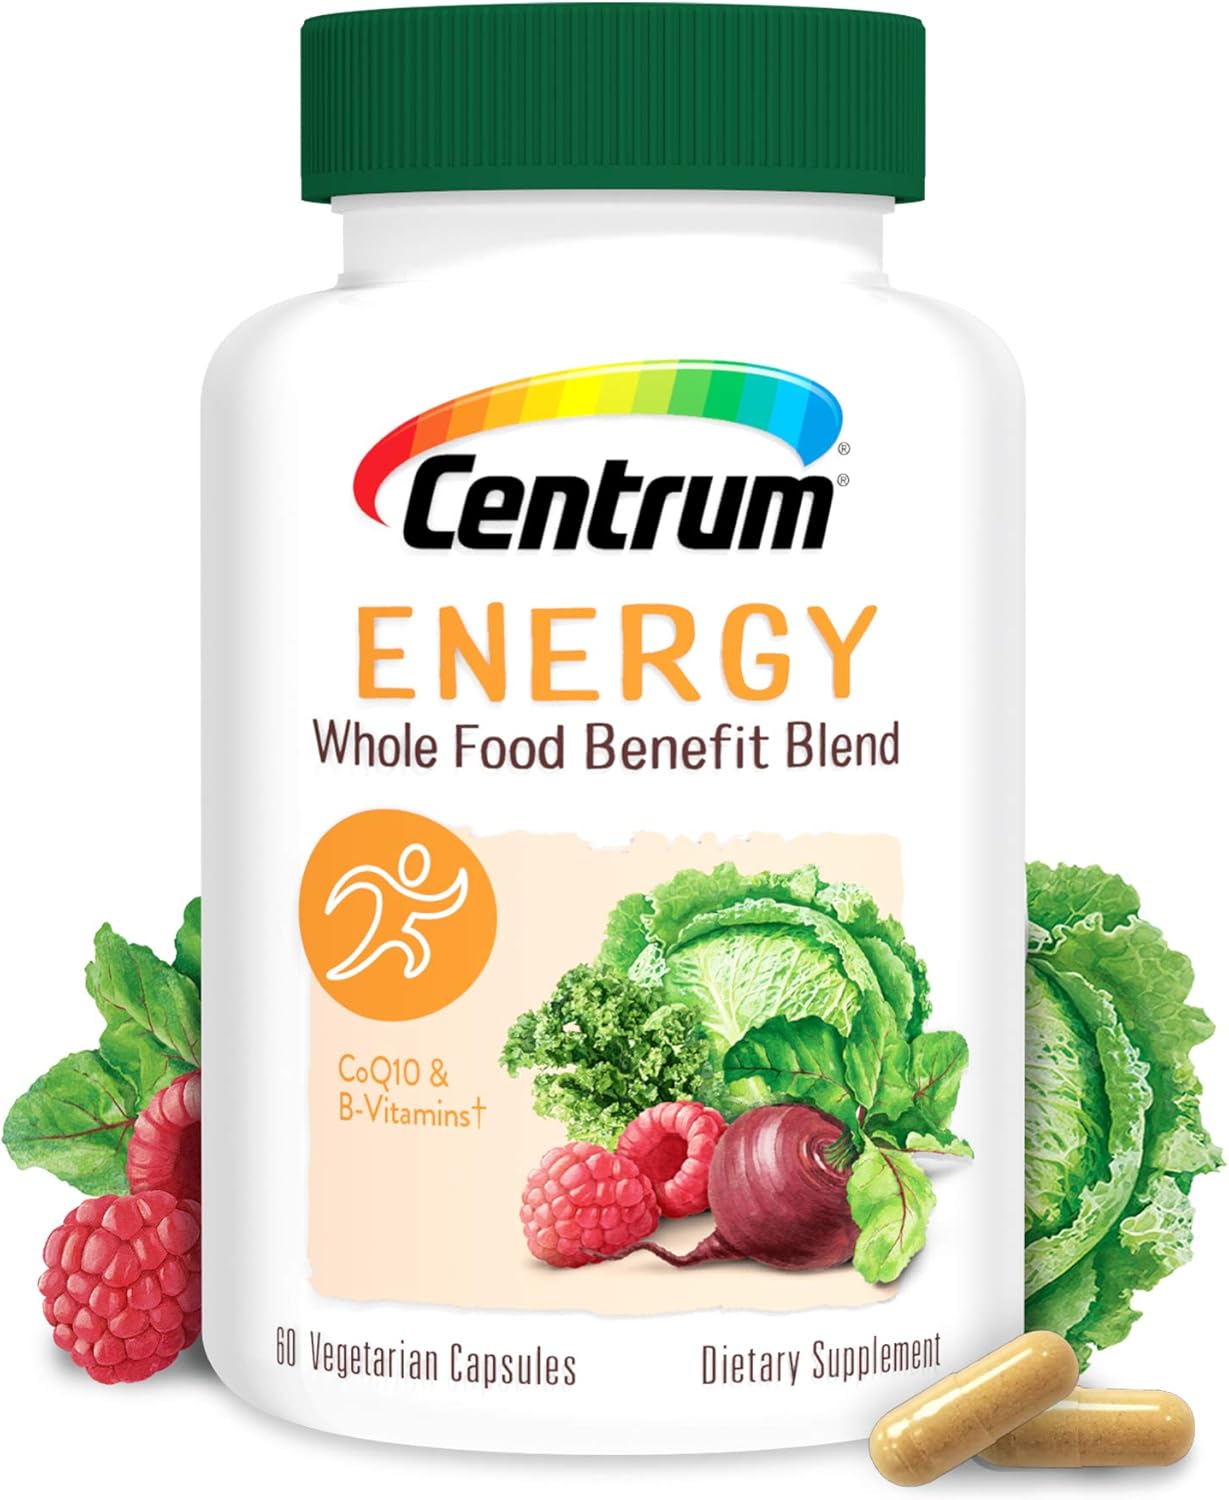 Centrum®
®
ENERGY
Whole Food Benefit Blend
CoQ10 &
B-Vitamins†
60 Vegetarian Capsules
Dietary Supplement